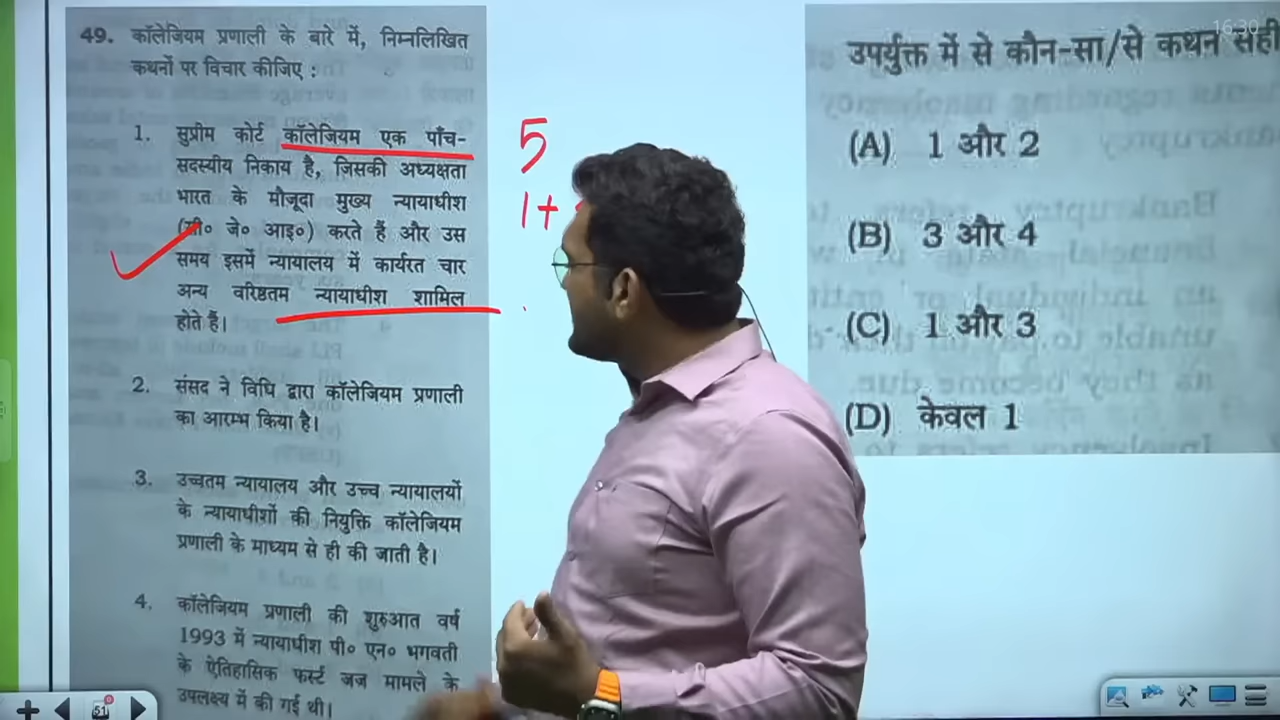 16:30
49. कॉलेजियम प्रणाली के बारे में, निम्नलिखित
कथनों पर विचार कीजिए :
1. सुप्रीम कोर्ट कॉलेजियम एक पाँच-
सदस्यीय निकाय है, जिसकी अध्यक्षता
भारत के मौजूदा मुख्य न्यायाधीश
(सी० जे० आइ०) करते हैं और उस
समय इसमें न्यायालय में कार्यरत चार
अन्य वरिष्ठतम न्यायाधीश शामिल
होते हैं।
2. संसद ने विधि द्वारा कॉलेजियम प्रणाली
का आरम्भ किया है।
3. उच्चतम न्यायालय और उच्च न्यायालयों
के न्यायाधीशों की नियुक्ति कॉलेजियम
प्रणाली के माध्यम से ही की जाती है।
4. कॉलेजियम प्रणाली की शुरुआत वर्ष
1993 में न्यायाधीश पी० एन० भगवती
के ऐतिहासिक फर्स्ट जज मामले के
उपलक्ष्य में की गई थी।
5
1+
उपर्युक्त में से कौन-सा/से कथन सही
(A) 1 और 2
(B) 3 और 4
(C) 1 और 3
(D) केवल 1
51